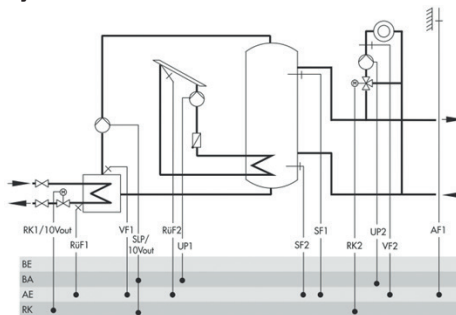 RK1/10Vout
RüF1
VF1
SLP/
10Vout
RüF2
UP1
SF2
SF1
RK2
UP2
VF2
AF1
BE
BA
AE
RK